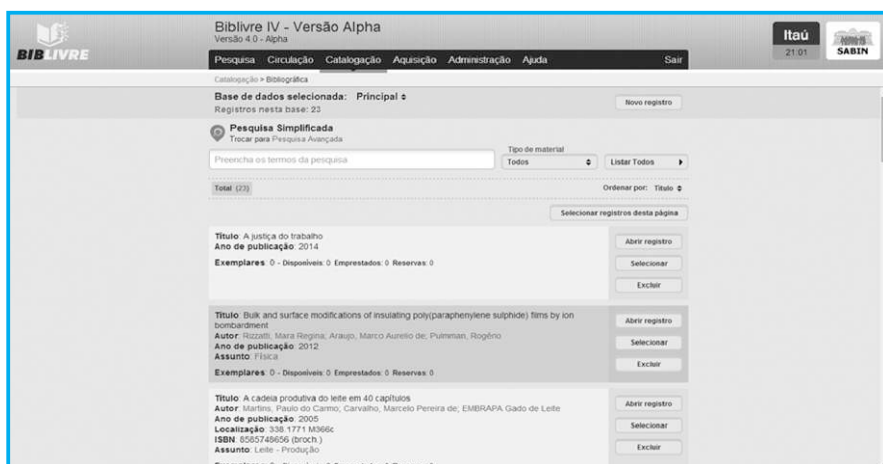 BIBLIVRE
Biblivre IV - Versão Alpha
Versão 4.0 - Alpha
Itaú
21:01
SABIN
Pesquisa Circulação Catalogação Aquisição Administração Ajuda Sair
Catalogação > Bibliográfica
Base de dados selecionada: Principal
Registros nesta base: 23
Novo registro
Pesquisa Simplificada
Trocar para Pesquisa Avançada
Tipo de material
Preencha os termos da pesquisa
Todos
Listar Todos
Total (23)
Ordenar por: Título
Selecionar registros desta página
Título: A justiça do trabalho
Ano de publicação: 2014
Exemplares: 0 - Disponíveis: 0 Emprestados: 0 Reservas: 0
Abrir registro
Selecionar
Excluir
Título: Bulk and surface modifications of insulating poly(paraphenylene sulphide) films by ion
bombardment
Autor: Rizzatti, Mara Regina; Araujo, Marco Aurelio de; Pulmman, Rogêno
Ano de publicação: 2012
Assunto: Física
Exemplares: 0 - Disponíveis: 0 Emprestados: 0 Reservas: 0
Abrir registro
Selecionar
Excluir
Título: A cadeia produtiva do leite em 40 capítulos
Autor: Martins, Paulo do Carmo; Carvalho, Marcelo Pereira de; EMBRAPA Gado de Leite
Ano de publicação: 2005
Localização: 338.1771 M366c
ISBN: 8585748656 (broch.)
Assunto: Leite - Produção
Abrir registro
Selecionar
Excluir